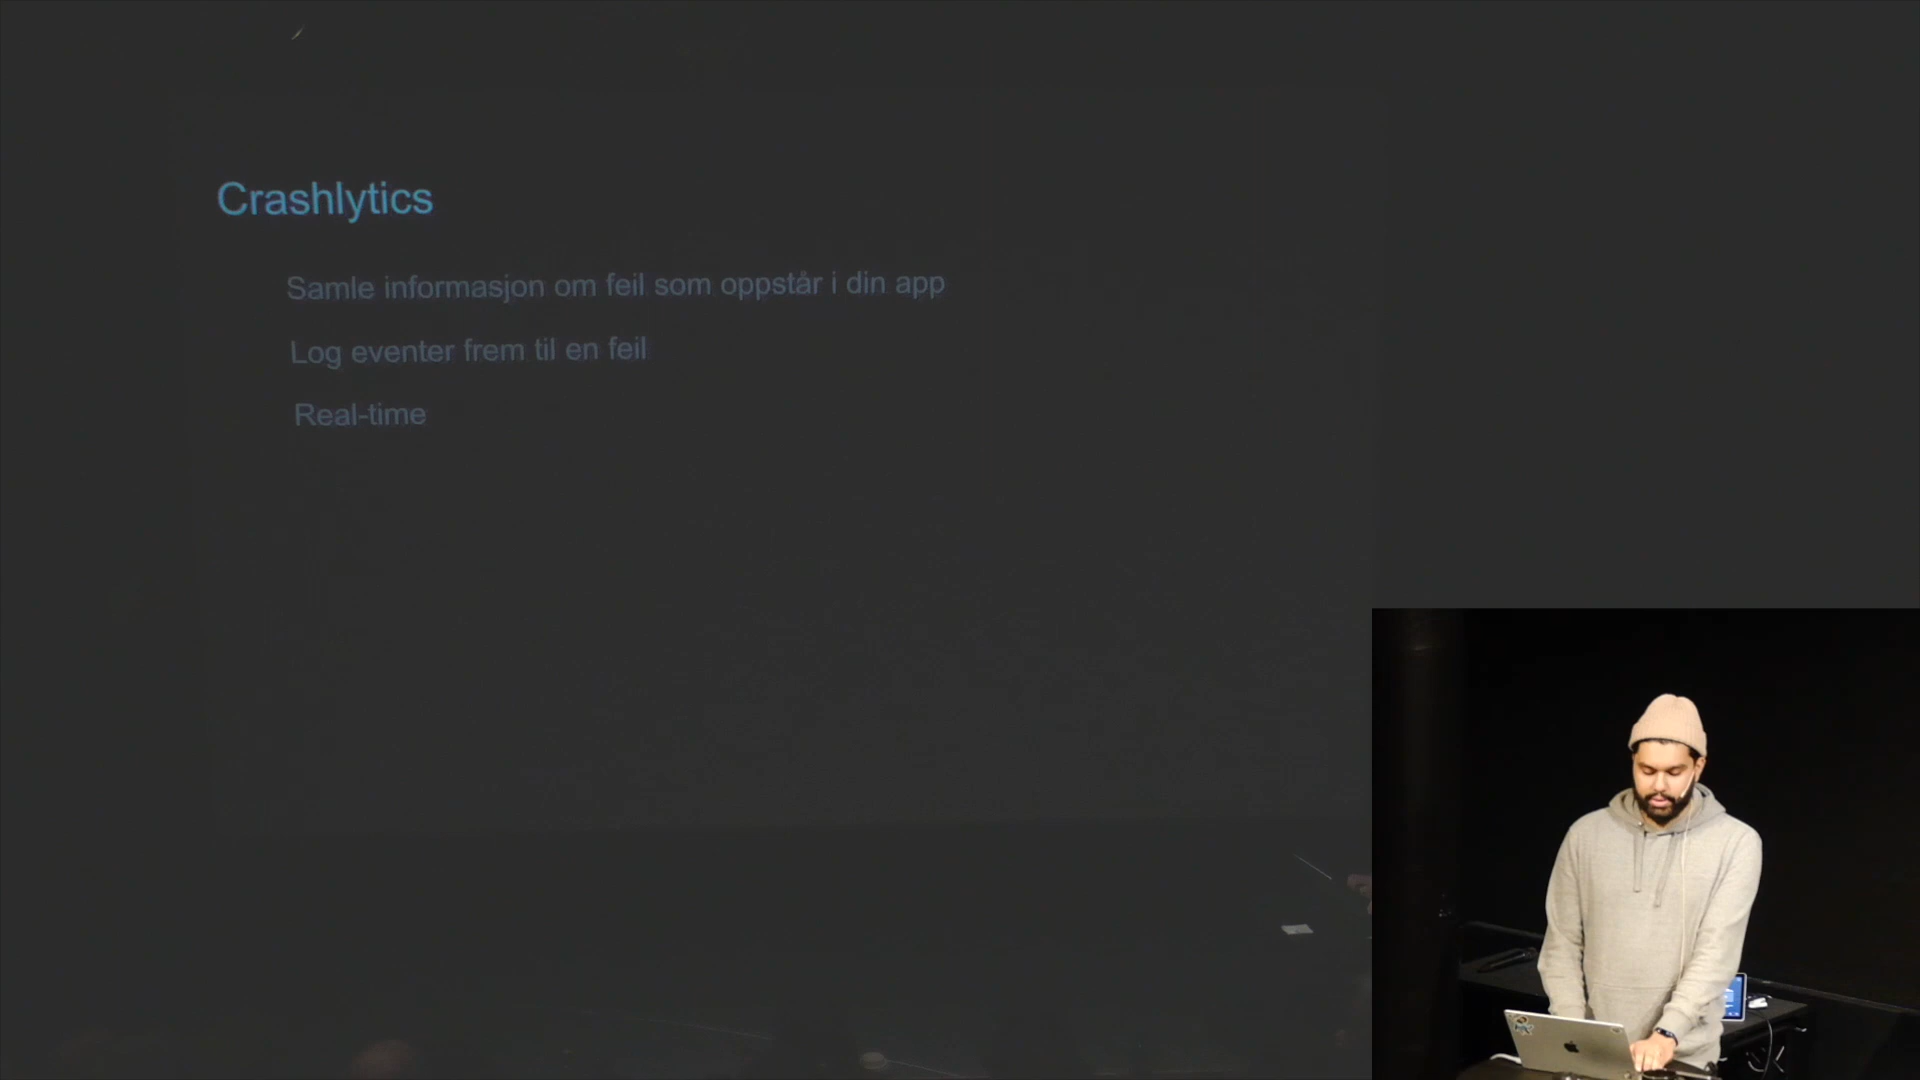 Crashlytics
Samle informasjon om feil som oppstår i din app
Log eventer frem til en feil
Real-time